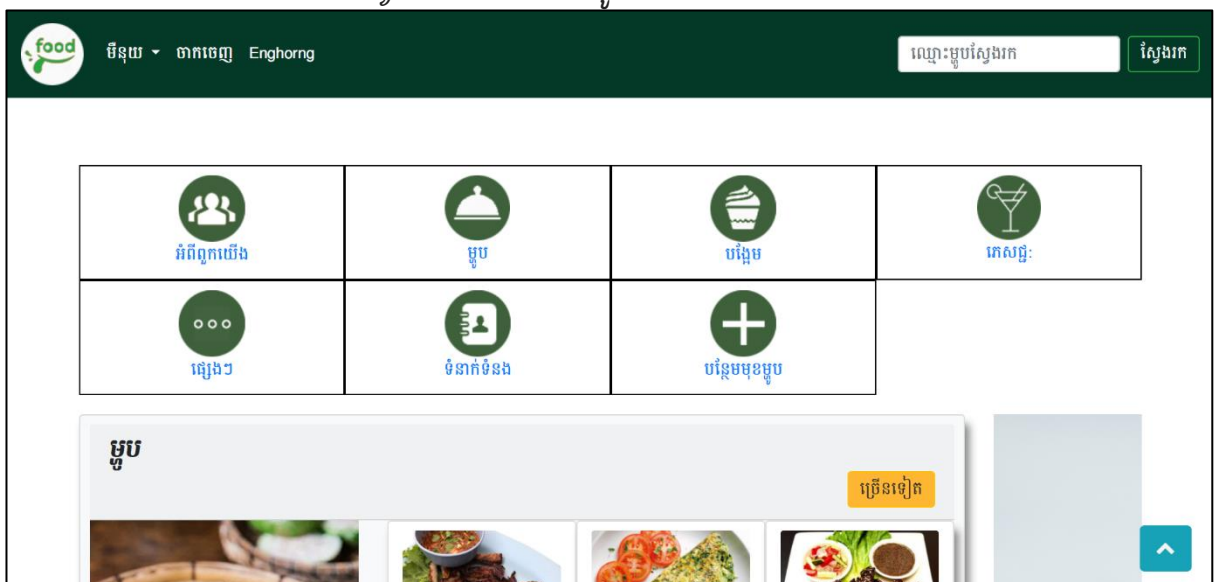 food
មឺនុយ ចាកចេញ Enghorng
ឈ្មោះម្ហូបស្វែងរក
ស្វែងរក
អំពីពួកយើង
ម្ហូប
បង្អែម
ភេសជ្ជៈ
ផ្សេងៗ
ទំនាក់ទំនង
បន្ថែមមុខម្ហូប
ម្ហូប
ច្រើនទៀត